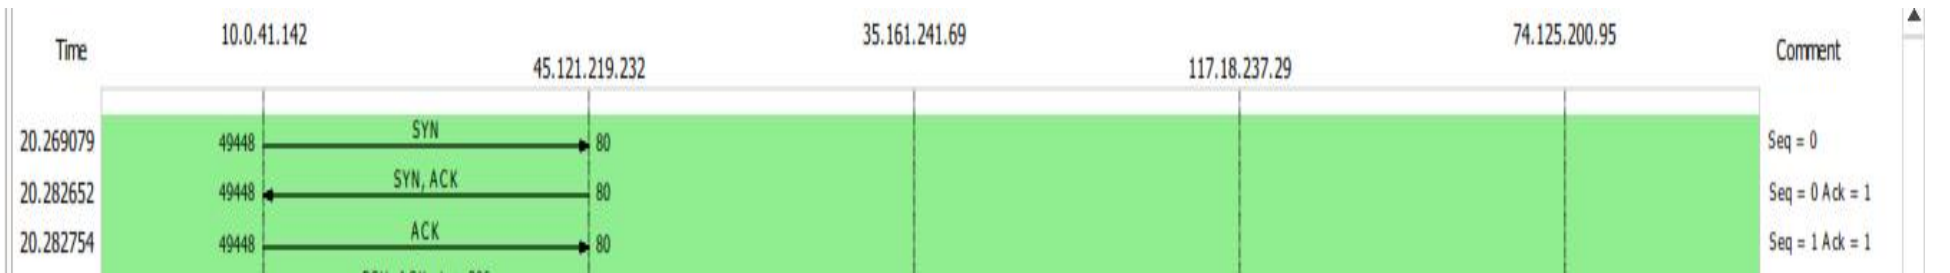 Time 10.0.41.142 35.161.241.69 74.125.200.95 Comment
45.121.219.232 117.18.237.29
20.269079 49448 SYN 80 Seq = 0
20.282652 49448 SYN, ACK 80 Seq = 0 Ack = 1
20.282754 49448 ACK 80 Seq = 1 Ack = 1